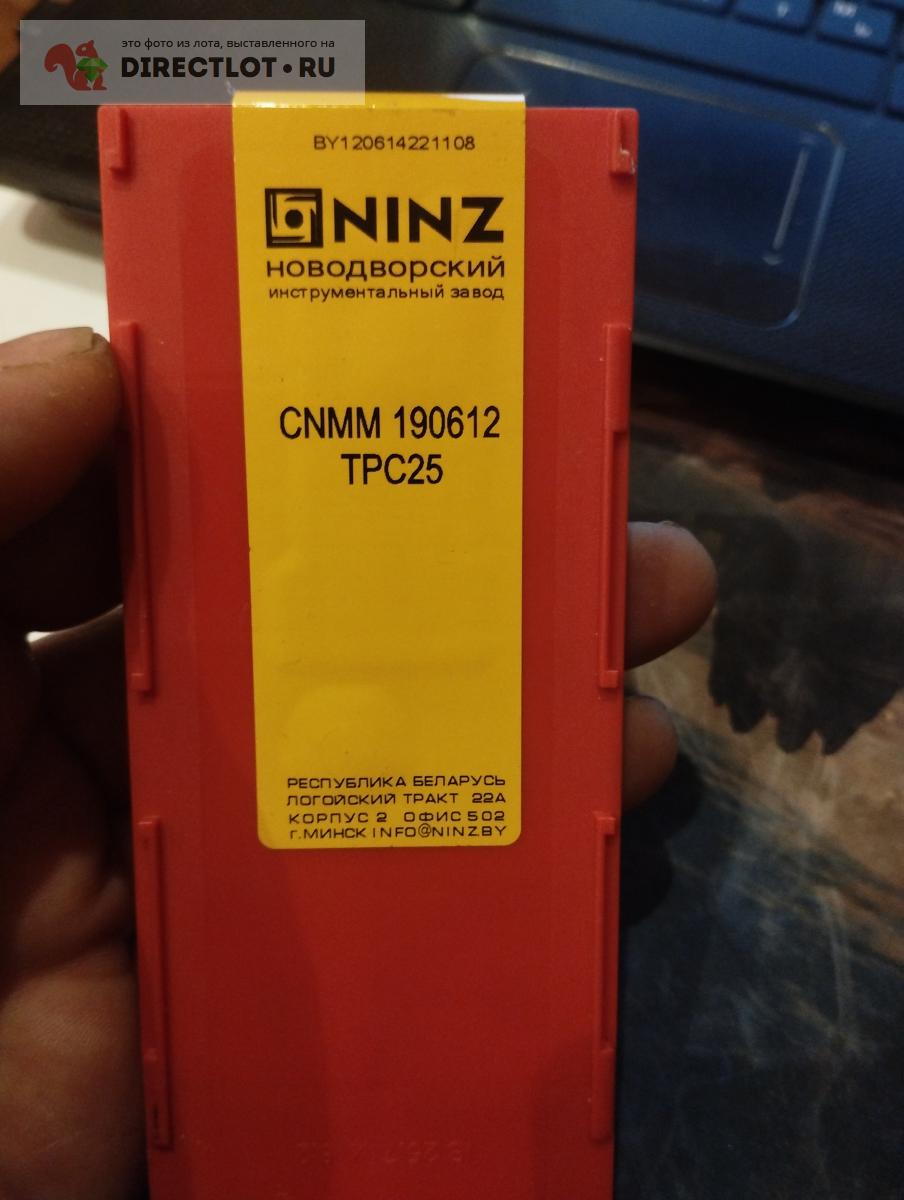 это фото из лота, выставленного на
DIRECTLOT.RU
BY120614221108
NINZ
НОВОДВОРСКИЙ
ИНСТРУМЕНТАЛЬНЫЙ ЗАВОД
CNMM 190612
TPC25
РЕСПУБЛИКА БЕЛАРУСЬ
ЛОГОЙСКИЙ ТРАКТ 22А
КОРПУС 2 ОФИС 502
г.МИНСК INFO@NINZ.BY